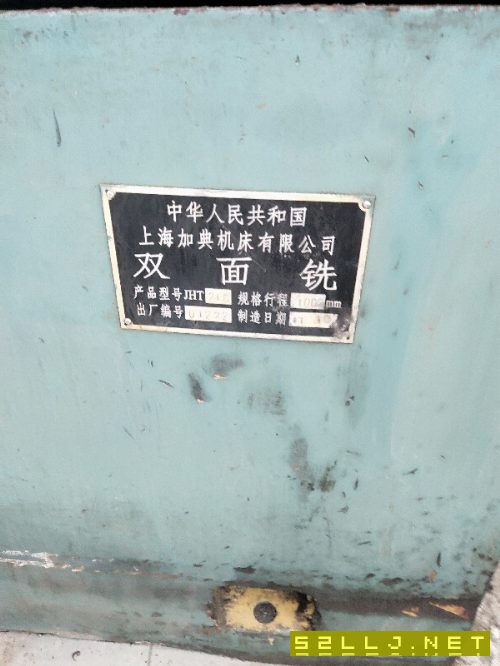 中华人民共和国
上海加典机床有限公司
双面铣
产品型号JHT 规格行程 mm
出厂编号 制造日期
S2LLJ.NET